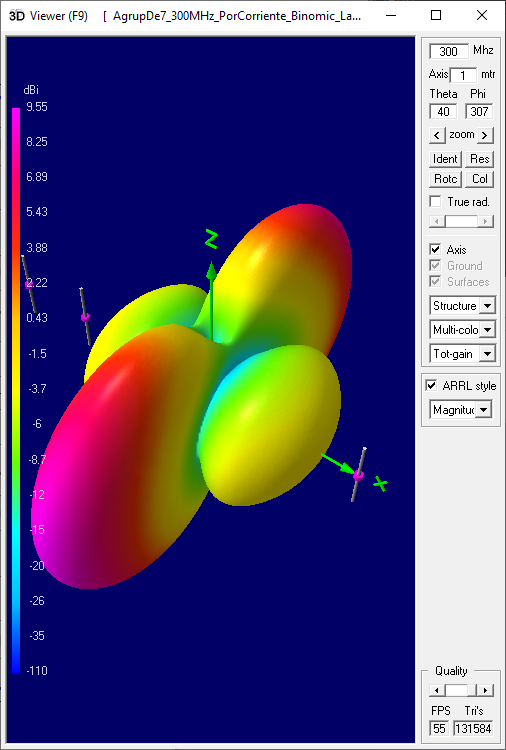 3D Viewer (F9) [ AgrupDe7_300MHz_PorCorriente_Binomic_La...
dBi
9.55
8.25
6.89
5.43
3.88
2.22
0.43
-1.5
-3.7
-6
-8.7
-12
-15
-20
-26
-35
-110
Z
X
300 Mhz
Axis 1 mtr
Theta Phi
40 307
< zoom >
Ident Res
Rotc Col
True rad.
Axis
Ground
Surfaces
Structure
Multi-colo
Tot-gain
ARRL style
Magnitu
Quality
FPS Tri's
55 131584